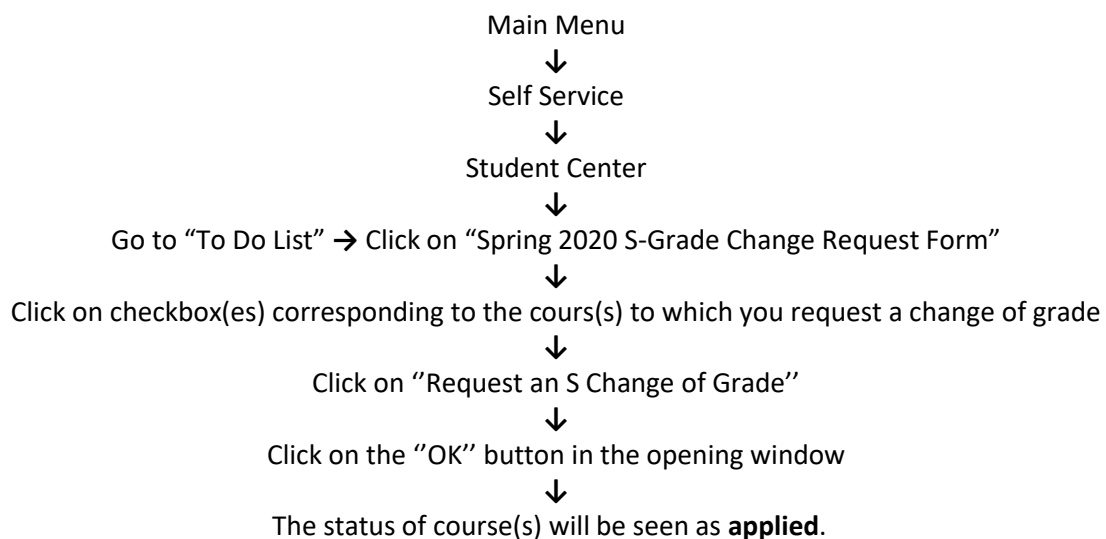 Main Menu
↓
Self Service
↓
Student Center
↓
Go to “To Do List” → Click on “Spring 2020 S-Grade Change Request Form”
↓
Click on checkbox(es) corresponding to the cours(s) to which you request a change of grade
↓
Click on ‘’Request an S Change of Grade’’
↓
Click on the ‘’OK’’ button in the opening window
↓
The status of course(s) will be seen as applied.